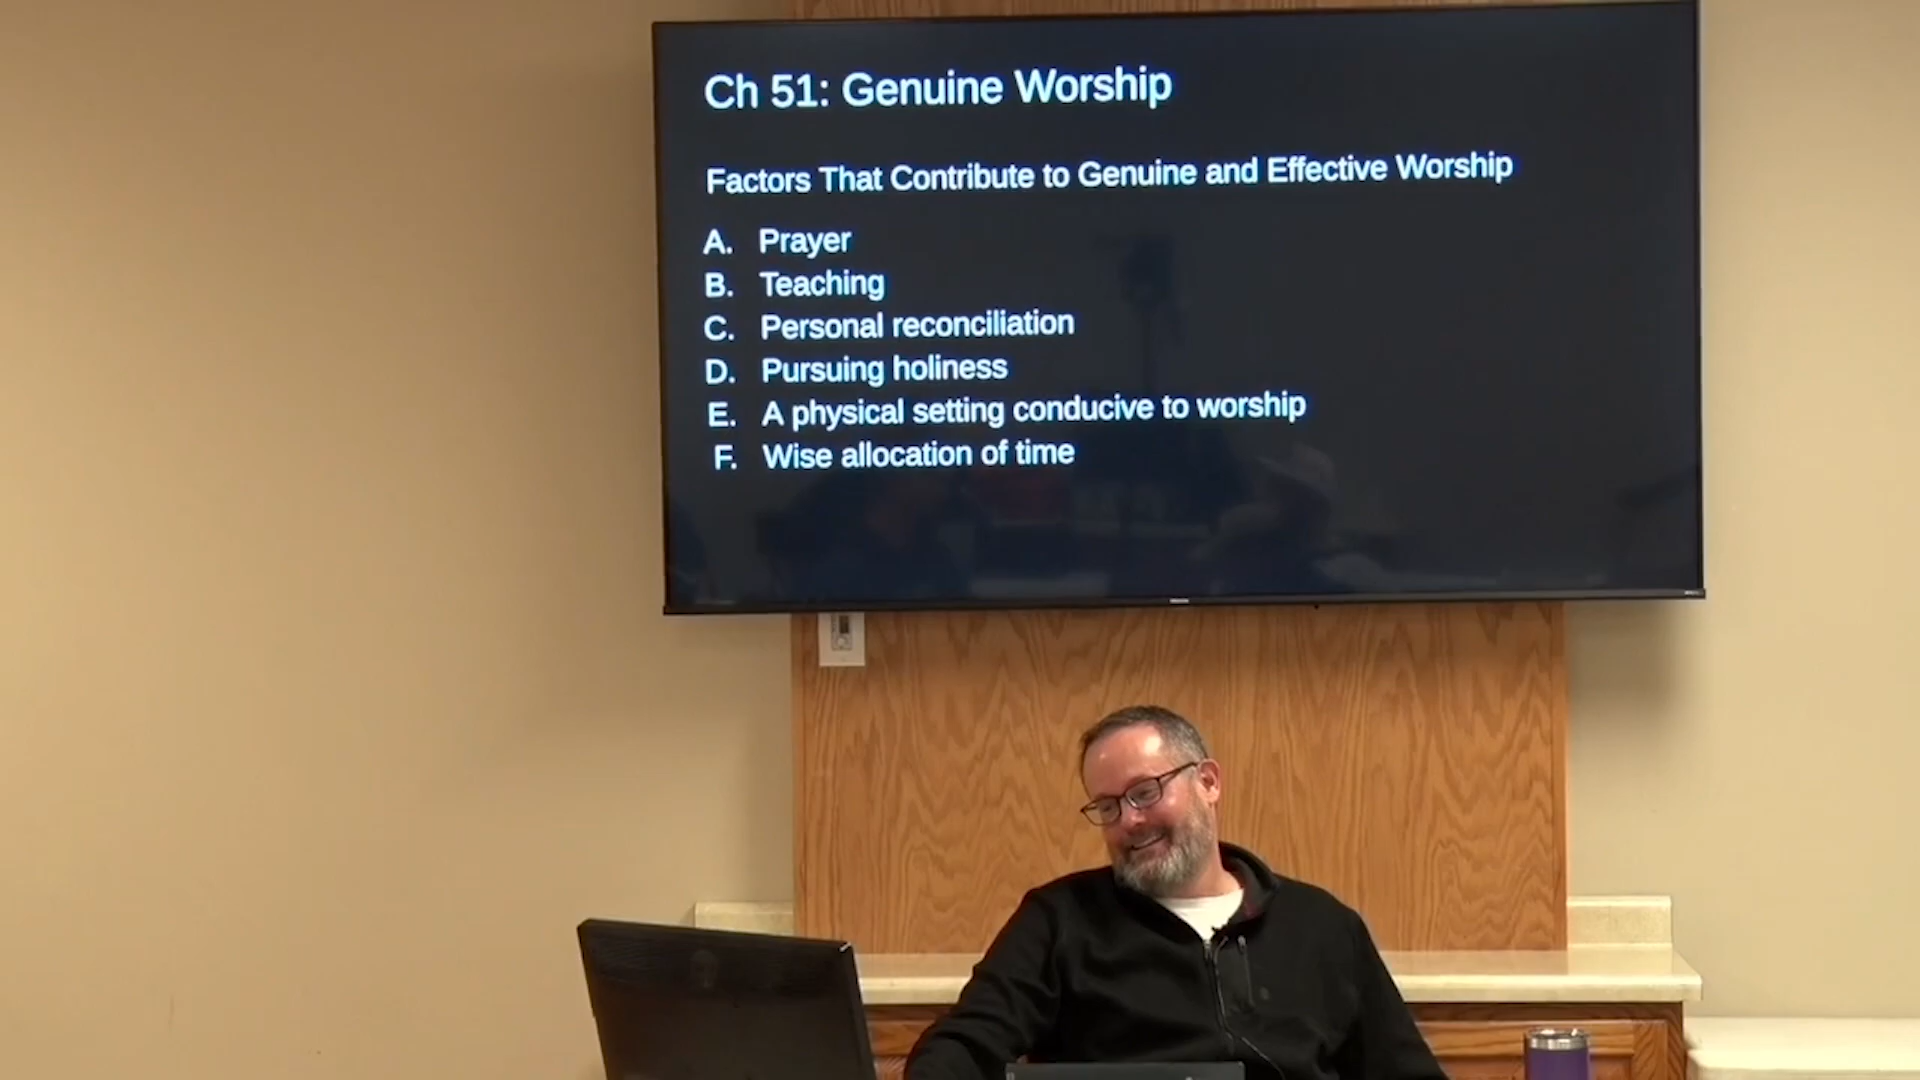 Ch 51: Genuine Worship
Factors That Contribute to Genuine and Effective Worship
A. Prayer
B. Teaching
C. Personal reconciliation
D. Pursuing holiness
E. A physical setting conducive to worship
F. Wise allocation of time